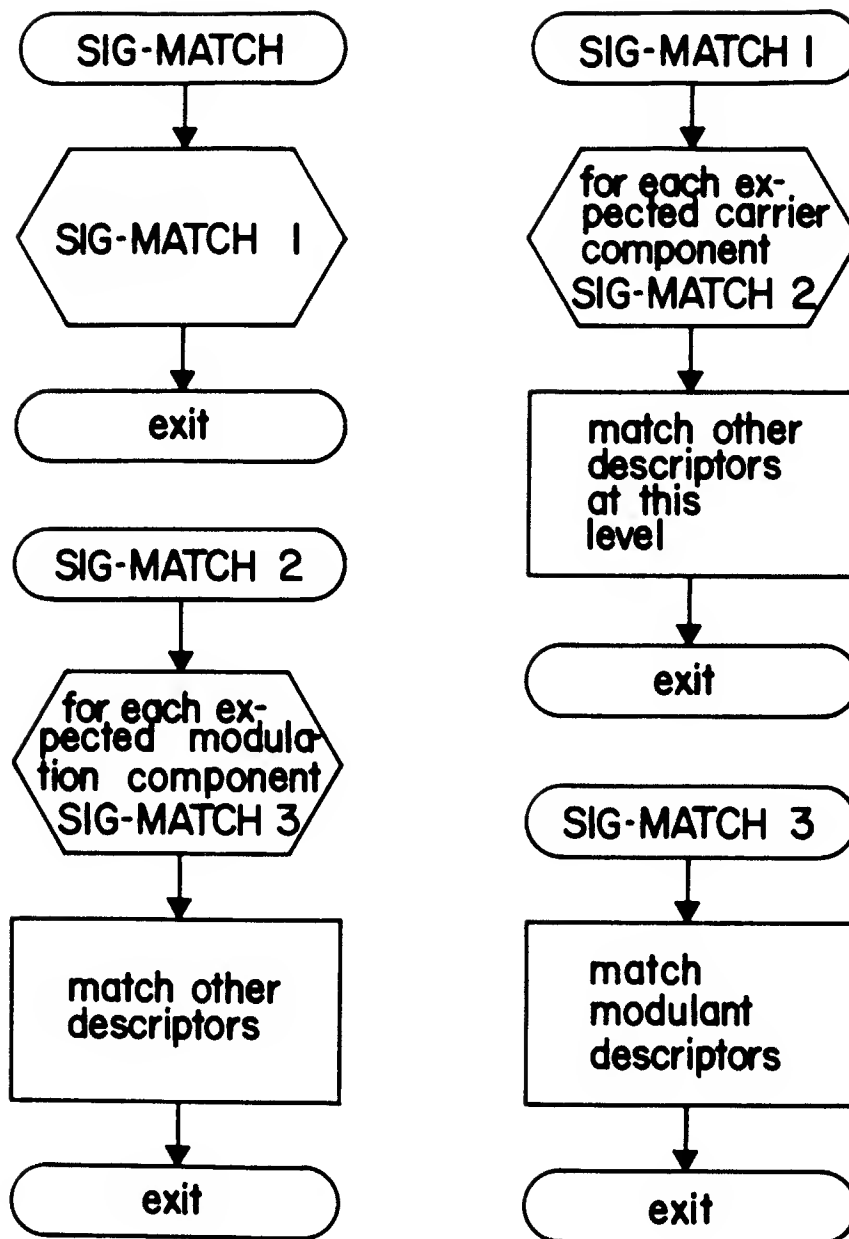 SIG-MATCH
SIG-MATCH 1
exit
SIG-MATCH 1
for each ex-
pected carrier
component
SIG-MATCH 2
match other
descriptors
at this
level
exit
SIG-MATCH 2
for each ex-
pected modula-
tion component
SIG-MATCH 3
match other
descriptors
exit
SIG-MATCH 3
match
modulant
descriptors
exit